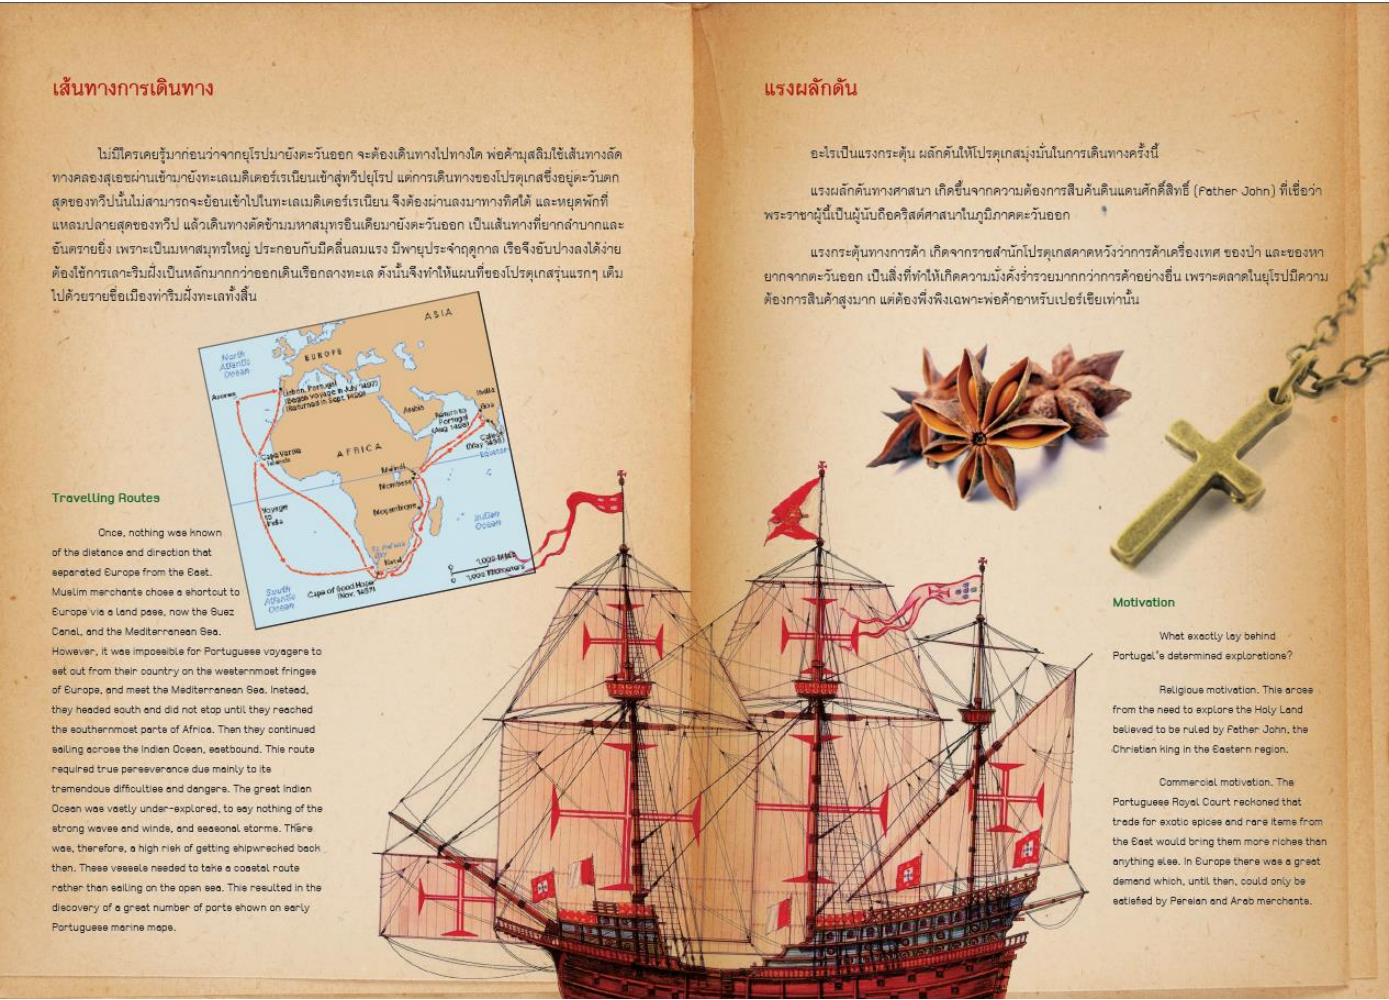 เส้นทางการเดินทาง
ไม่มีใครเคยรู้มาก่อนว่าจากยุโรปมายังตะวันออก จะต้องเดินทางไปทางใด พ่อค้ามุสลิมใช้เส้นทางลัด
ทางคลองสุเอซผ่านเข้ามายังทะเลเมดิเตอร์เรเนียนเข้าสู่ทวีปยุโรป แต่การเดินทางของโปรตุเกสซึ่งอยู่ตะวันตก
สุดของทวีปนั้นไม่สามารถจะย้อนเข้าไปในทะเลเมดิเตอร์เรเนียน จึงต้องผ่านลงมาทางทิศใต้ และหยุดพักที่
แหลมปลายสุดของทวีป แล้วเดินทางตัดข้ามมหาสมุทรอินเดียมายังตะวันออก เป็นเส้นทางที่ยากลำบากและ
อันตรายยิ่ง เพราะเป็นมหาสมุทรใหญ่ ประกอบกับมีคลื่นลมแรง มีพายุประจำฤดูกาล เรือจึงอับปางลงได้ง่าย
ต้องใช้การเลาะริมฝั่งเป็นหลักมากกว่าออกเดินเรือกลางทะเล ดังนั้นจึงทำให้แผนที่ของโปรตุเกสรุ่นแรกๆ เต็ม
ไปด้วยรายชื่อเมืองท่าริมฝั่งทะเลทั้งสิ้น
ASIA
North
Atlantic
Ocean
EUROPE
Azores
Lisbon, Portugal
(Began voyage in July 1497)
(Returned in Sept. 1499)
Arabia
India
Goa
Return to
Portugal
(Aug 1498)
(May 1498)
Equator
AFRICA
Cape Verde
Islands
Malindi
Mombasa
Moçambique
Voyage
to
India
Indian
Ocean
Natal
South
Atlantic
Ocean
Cape of Good Hope
(Nov. 1497)
Travelling Routes
Once, nothing was known
of the distance and direction that
separated Europe from the East.
Muslim merchants chose a shortcut to
Europe via a land pass, now the Suez
Canal, and the Mediterranean Sea.
However, it was impossible for Portuguese voyagers to
set out from their country on the westernmost fringes
of Europe, and meet the Mediterranean Sea. Instead,
they headed south and did not stop until they reached
the southernmost parts of Africa. Then they continued
sailing across the Indian Ocean, eastbound. This route
required true perseverance due mainly to its
tremendous difficulties and dangers. The great Indian
Ocean was vastly under-explored, to say nothing of the
strong waves and winds, and seasonal storms. There
was, therefore, a high risk of getting shipwrecked back
then. These vessels needed to take a coastal route
rather than sailing on the open sea. This resulted in the
discovery of a great number of ports shown on early
Portuguese marine maps.
แรงผลักดัน
อะไรเป็นแรงกระตุ้น ผลักดันให้โปรตุเกสมุ่งมั่นในการเดินทางครั้งนี้
แรงผลักดันทางศาสนา เกิดขึ้นจากความต้องการสืบค้นดินแดนศักดิ์สิทธิ์ (Father John) ที่เชื่อว่า
พระราชาผู้นี้เป็นผู้นับถือคริสต์ศาสนาในภูมิภาคตะวันออก
แรงกระตุ้นทางการค้า เกิดจากราชสำนักโปรตุเกสคาดหวังว่าการค้าเครื่องเทศ ของป่า และของหา
ยากจากตะวันออก เป็นสิ่งที่ทำให้เกิดความมั่งคั่งร่ำรวยมากกว่าการค้าอย่างอื่น เพราะตลาดในยุโรปมีความ
ต้องการสินค้าสูงมาก แต่ต้องพึ่งพิงเฉพาะพ่อค้าอาหรับเปอร์เซียเท่านั้น
Motivation
What exactly lay behind
Portugal's determined explorations?
Religious motivation. This arose
from the need to explore the Holy Land
believed to be ruled by Father John, the
Christian king in the Eastern region.
Commercial motivation. The
Portuguese Royal Court reckoned that
trade for exotic spices and rare items from
the East would bring them more riches than
anything else. In Europe there was a great
demand which, until then, could only be
satisfied by Persian and Arab merchants.